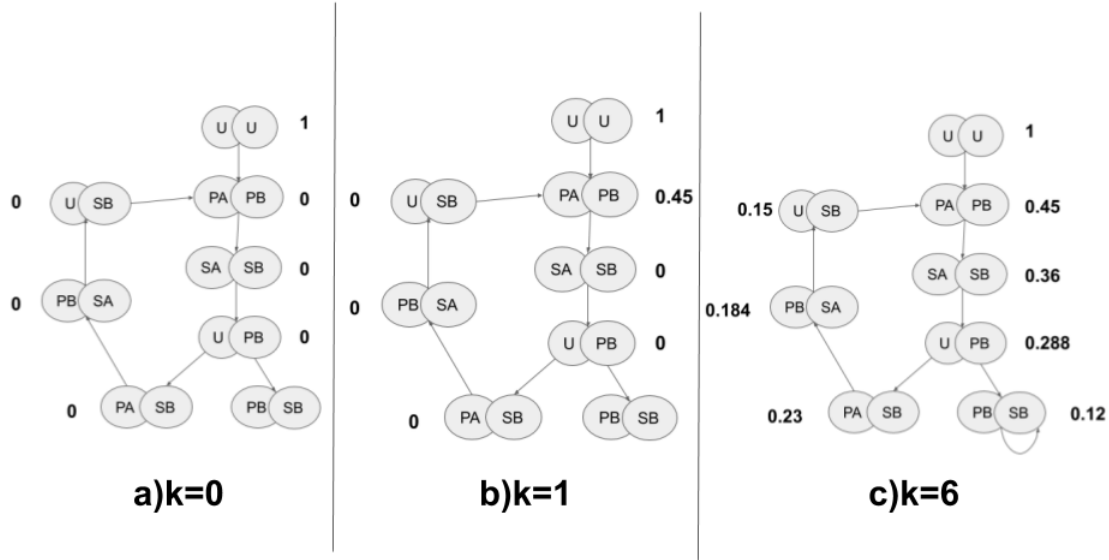 U U 1
0 U SB PA PB 0
SA SB 0
0 PB SA
U PB 0
0 PA SB PB SB
a)k=0
U U 1
0 U SB PA PB 0.45
SA SB 0
0 PB SA
U PB 0
0 PA SB PB SB
b)k=1
U U 1
0.15 U SB PA PB 0.45
SA SB 0.36
0.184 PB SA
U PB 0.288
0.23 PA SB PB SB 0.12
c)k=6